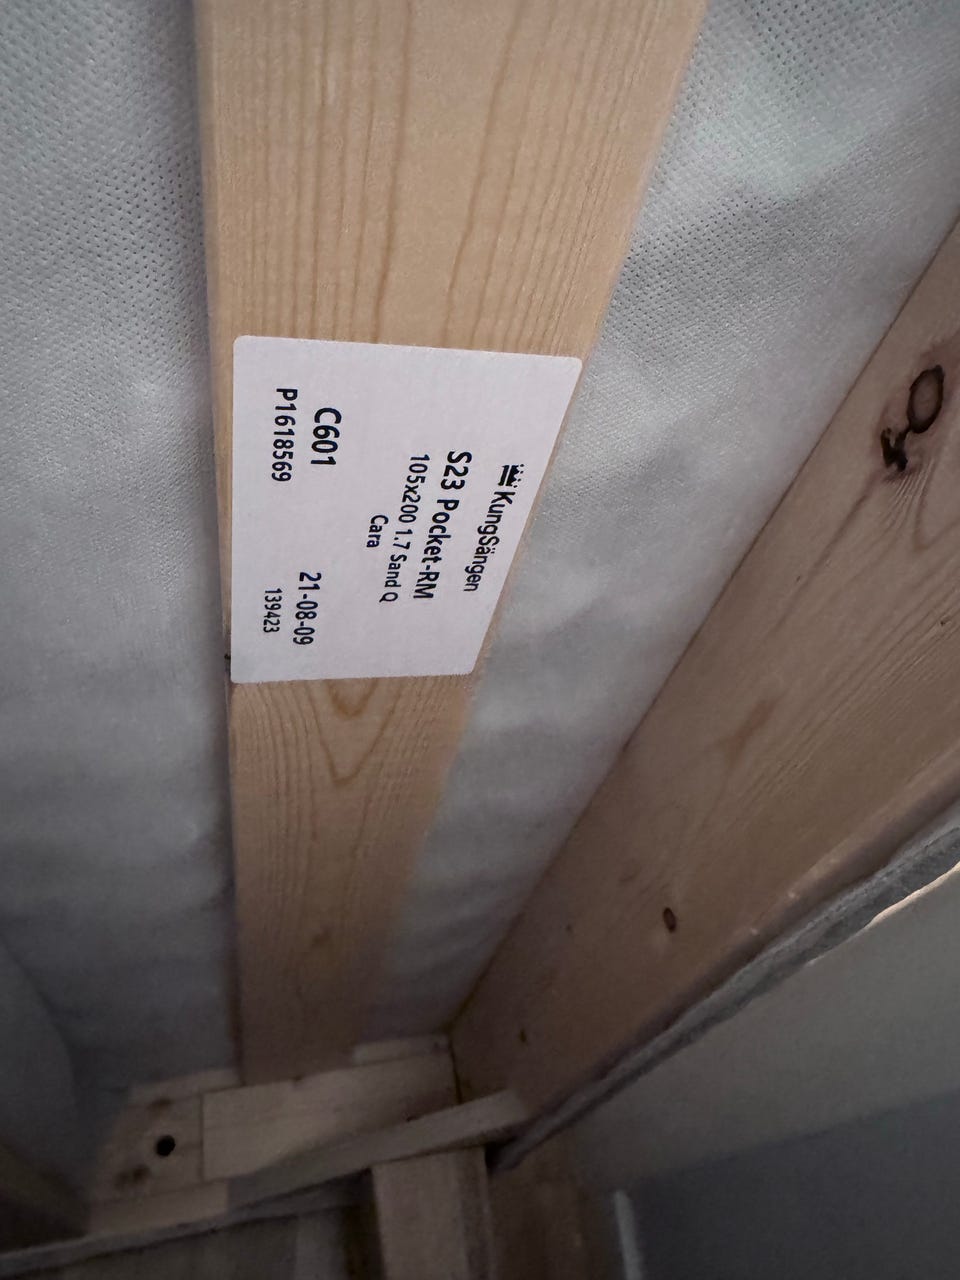 KungSängen
S23 Pocket-RM
105x200 1.7 Sand Q
Cara
C601 21-08-09
P1618569 139423